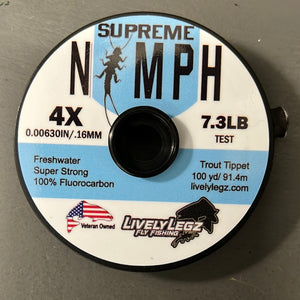 SUPREME
N MPH
4X
0.00630IN/.16MM
7.3LB
TEST
Freshwater
Super Strong
100% Fluorocarbon
Trout Tippet
100 yd/ 91.4m
livelylegz.com
Veteran Owned
LIVELYLEGZ
FLY FISHING